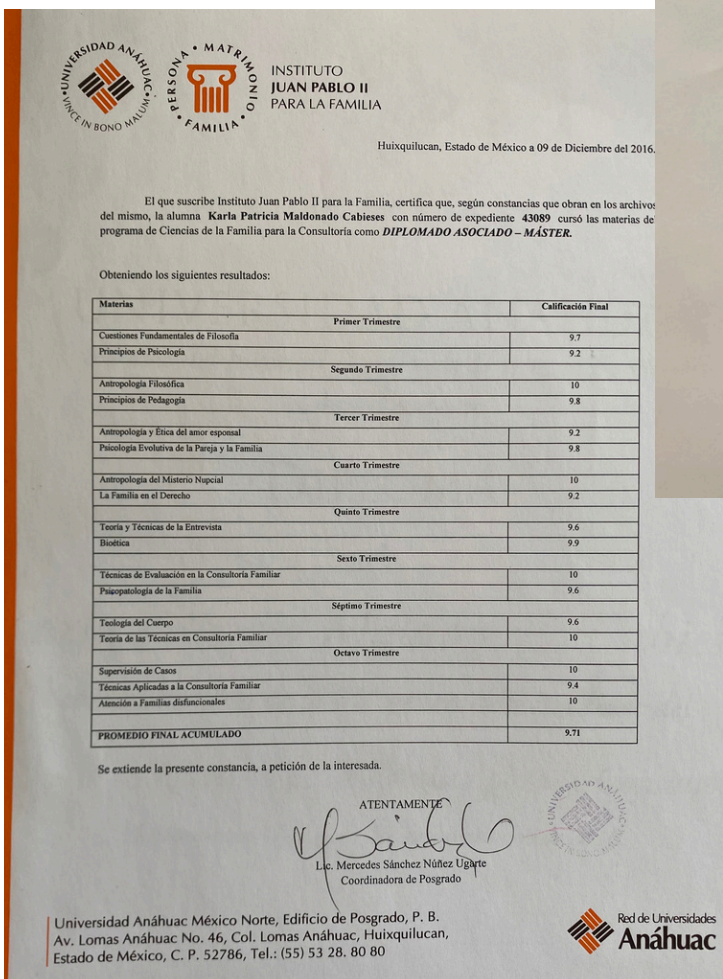 UNIVERSIDAD ANÁHUAC
VINCE IN BONO MALUM
PERSONA • MATRIMONIO • FAMILIA •
INSTITUTO
JUAN PABLO II
PARA LA FAMILIA
Huixquilucan, Estado de México a 09 de Diciembre del 2016.
El que suscribe Instituto Juan Pablo II para la Familia, certifica que, según constancias que obran en los archivos
del mismo, la alumna Karla Patricia Maldonado Cabieses con número de expediente 43089 cursó las materias de
programa de Ciencias de la Familia para la Consultoría como DIPLOMADO ASOCIADO – MÁSTER.
Obteniendo los siguientes resultados:
Materias Calificación Final
Primer Trimestre
Cuestiones Fundamentales de Filosofía 9.7
Principios de Psicología 9.2
Segundo Trimestre
Antropología Filosófica 10
Principios de Pedagogía 9.8
Tercer Trimestre
Antropología y Ética del amor esponsal 9.2
Psicología Evolutiva de la Pareja y la Familia 9.8
Cuarto Trimestre
Antropología del Misterio Nupcial 10
La Familia en el Derecho 9.2
Quinto Trimestre
Teoría y Técnicas de la Entrevista 9.6
Bioética 9.9
Sexto Trimestre
Técnicas de Evaluación en la Consultoría Familiar 10
Psicopatología de la Familia 9.6
Séptimo Trimestre
Teología del Cuerpo 9.6
Teoría de las Técnicas en Consultoría Familiar 10
Octavo Trimestre
Supervisión de Casos 10
Técnicas Aplicadas a la Consultoría Familiar 9.4
Atención a Familias disfuncionales 10
PROMEDIO FINAL ACUMULADO 9.71
Se extiende la presente constancia, a petición de la interesada.
ATENTAMENTE
Lic. Mercedes Sánchez Núñez Ugarte
Coordinadora de Posgrado
UNIVERSIDAD ANÁHUAC
VINCE IN BONO MALUM
Universidad Anáhuac México Norte, Edificio de Posgrado, P. B.
Av. Lomas Anáhuac No. 46, Col. Lomas Anáhuac, Huixquilucan,
Estado de México, C. P. 52786, Tel.: (55) 53 28. 80 80
Red de Universidades
Anáhuac